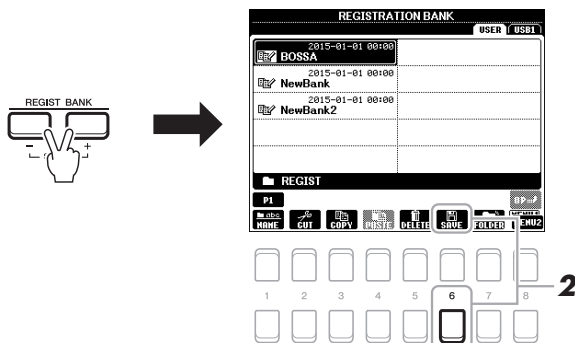 REGISTRATION BANK
USER USB1
2015-01-01 00:00
BOSSA
2015-01-01 00:00
NewBank
2015-01-01 00:00
NewBank2
REGIST BANK
- +
REGIST
P1
UP
abc NAME CUT COPY PASTE DELETE SAVE FOLDER MENU2
1 2 3 4 5 6 7 8
2